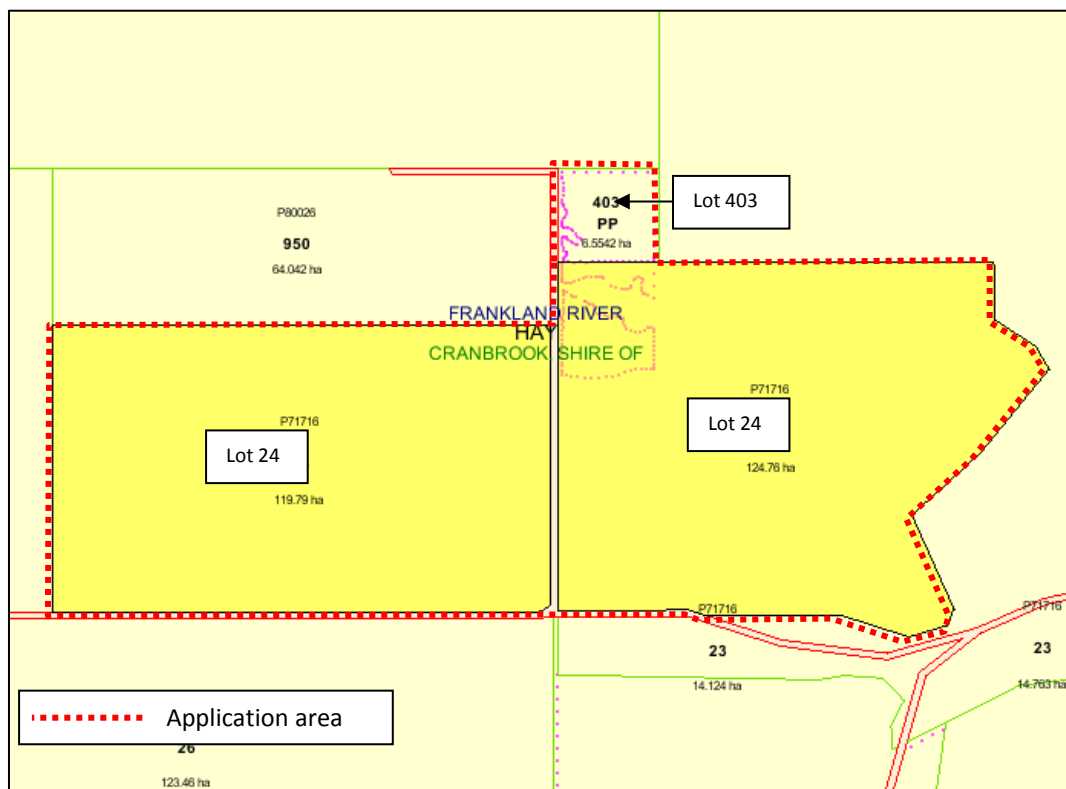 403
PP
6.5542 ha
Lot 403
P80026
950
64.042 ha
FRANKLAND RIVER
HAY
CRANBROOK, SHIRE OF
P71716
Lot 24
119.79 ha
P71716
Lot 24
124.76 ha
P71716
23
14.124 ha
P71716
23
14.763 ha
Application area
26
123.46 ha